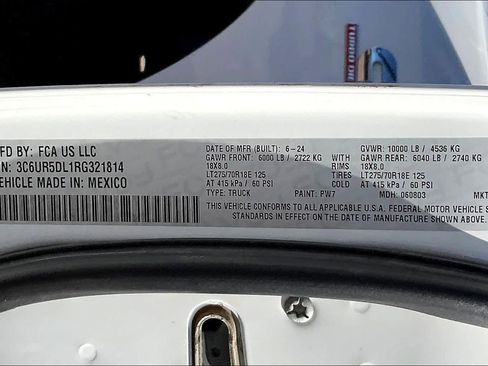 TURBO DIE
MFD BY: FCA US LLC
N: 3C6UR5DL1RG321814
VEHICLE MADE IN: MEXICO
DATE OF MFR (BUILT): 6-24
GAWR FRONT: 6000 LB / 2722 KG
18X8.0 RIMS
LT275/70R18E 125 TIRES
AT 415 kPa / 60 PSI
TYPE: TRUCK PAINT: PW7
GVWR: 10000 LB / 4536 KG
GAWR REAR: 6040 LB / 2740 KG
18X8.0
LT275/70R18E 125
AT 415 kPa / 60 PSI
MDH: 060803 MKT
THIS VEHICLE CONFORMS TO ALL APPLICABLE U.S.A. FEDERAL MOTOR VEHICLE
STANDARDS IN EFFECT ON THE DATE OF MANUFACTURE SHOWN ABOVE.